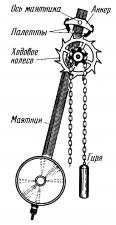 Ось маятника
Анкер
Палетты
Ходовое
колесо
Маятник
Гиря